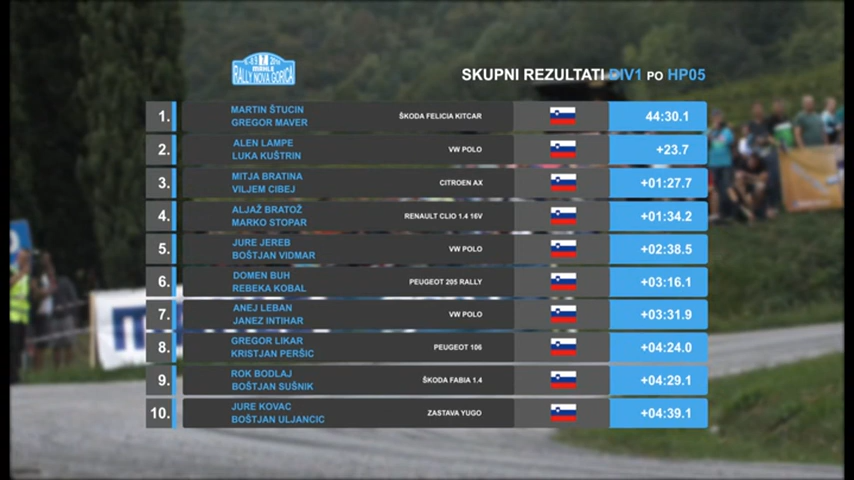 MAHLE
RALLY NOVA GORICA
SKUPNI REZULTATI DIV1 PO HP05
1. MARTIN ŠTUCIN
GREGOR MAVER ŠKODA FELICIA KITCAR 44:30.1
2. ALEN LAMPE
LUKA KUŠTRIN VW POLO +23.7
3. MITJA BRATINA
VILJEM CIBEJ CITROEN AX +01:27.7
4. ALJAŽ BRATOŽ
MARKO STOPAR RENAULT CLIO 1.4 16V +01:34.2
5. JURE JEREB
BOŠTJAN VIDMAR VW POLO +02:38.5
6. DOMEN BUH
REBEKA KOBAL PEUGEOT 205 RALLY +03:16.1
7. ANEJ LEBAN
JANEZ INTIHAR VW POLO +03:31.9
8. GREGOR LIKAR
KRISTJAN PERŠIC PEUGEOT 106 +04:24.0
9. ROK BODLAJ
BOŠTJAN SUŠNIK ŠKODA FABIA 1.4 +04:29.1
10. JURE KOVAC
BOŠTJAN ULJANCIC ZASTAVA YUGO +04:39.1